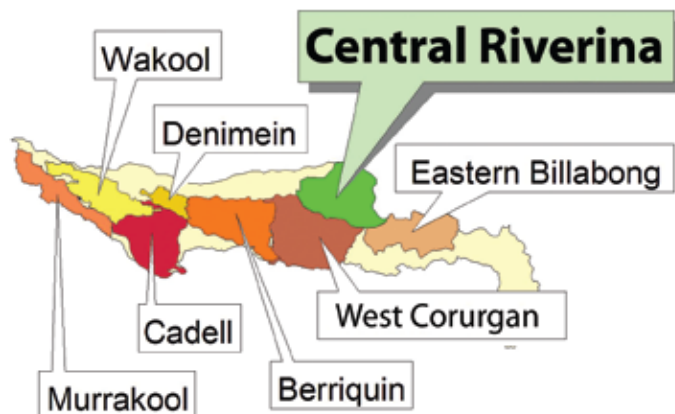 Central Riverina
Wakool
Denimein
Eastern Billabong
West Corurgan
Cadell
Berriquin
Murrakool